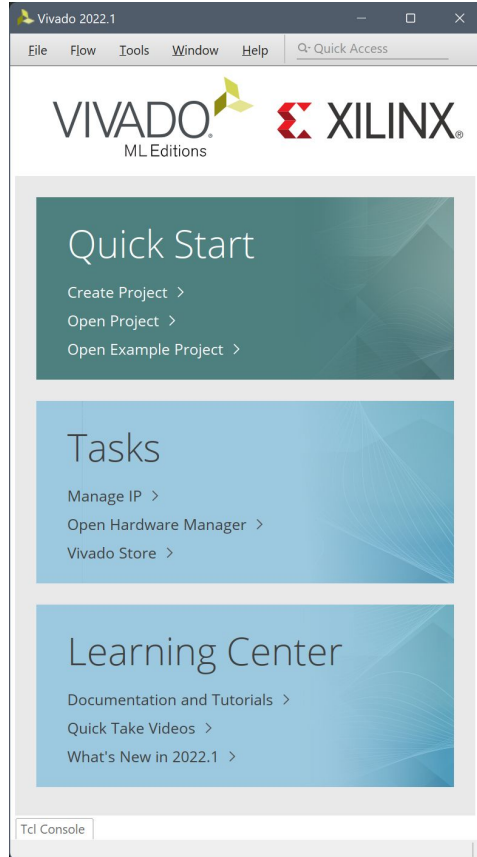 Vivado 2022.1
File Flow Tools Window Help Quick Access
VIVADO.
ML Editions
XILINX®
Quick Start
Create Project >
Open Project >
Open Example Project >
Tasks
Manage IP >
Open Hardware Manager >
Vivado Store >
Learning Center
Documentation and Tutorials >
Quick Take Videos >
What's New in 2022.1 >
Tcl Console